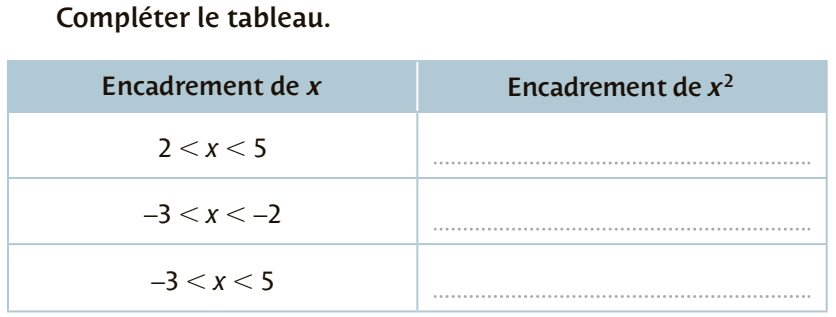 Compléter le tableau.
Encadrement de x
Encadrement de x²
2 < x < 5
–3 < x < –2
–3 < x < 5